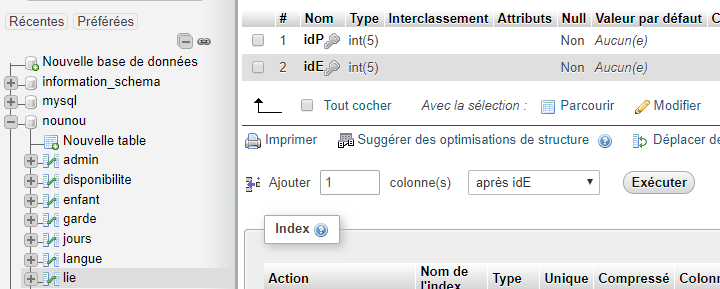 Récentes Préférées
Nouvelle base de données
information_schema
mysql
nounou
Nouvelle table
admin
disponibilite
enfant
garde
jours
langue
lie
# Nom Type Interclassement Attributs Null Valeur par défaut
1 idP int(5) Non Aucun(e)
2 idE int(5) Non Aucun(e)
Tout cocher Avec la sélection : Parcourir Modifier
Imprimer Suggérer des optimisations de structure Déplacer de
Ajouter 1 colonne(s) après idE Exécuter
Index
Action Nom de l'index Type Unique Compressé Colonn